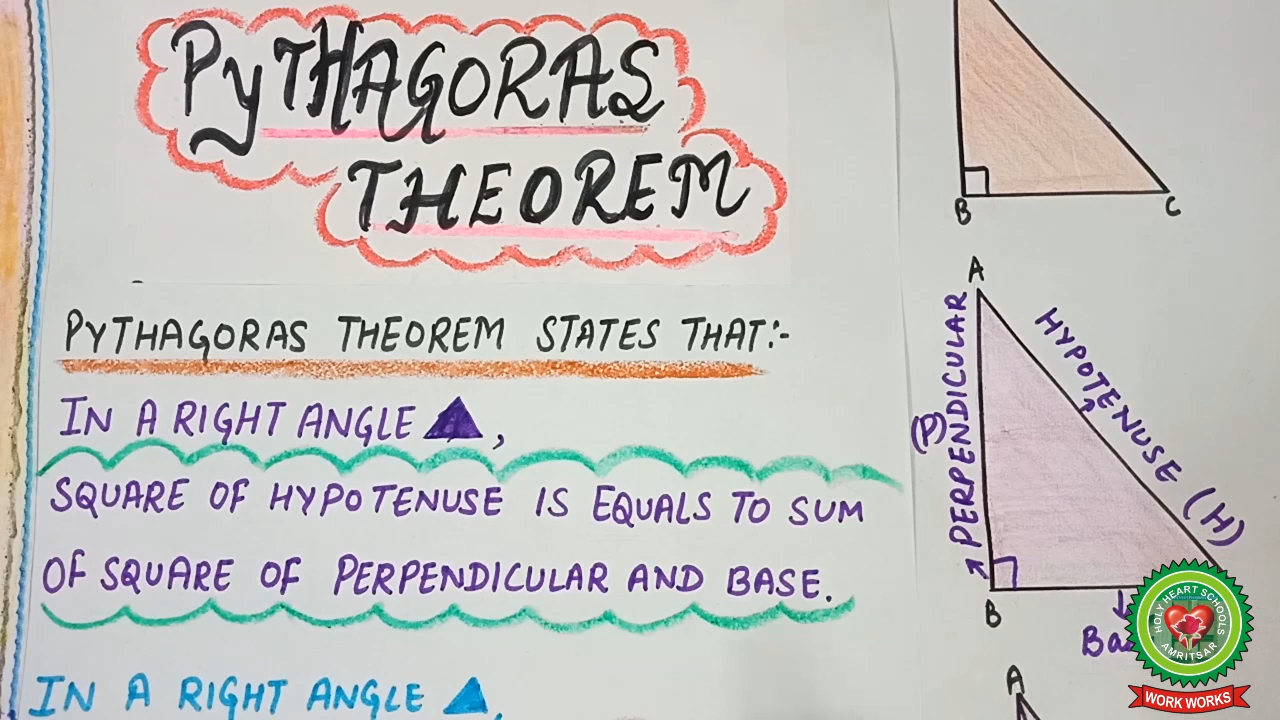 PYTHAGORAS
THEOREM
PYTHAGORAS THEOREM STATES THAT:-
IN A RIGHT ANGLE ,
SQUARE OF HYPOTENUSE IS EQUALS TO SUM
OF SQUARE OF PERPENDICULAR AND BASE.
IN A RIGHT ANGLE ,
B
C
A
(P)
PERPENDICULAR
HYPOTENUSE (H)
B
A
HOLY HEART SCHOOLS
AMRITSAR
WORK WORKS